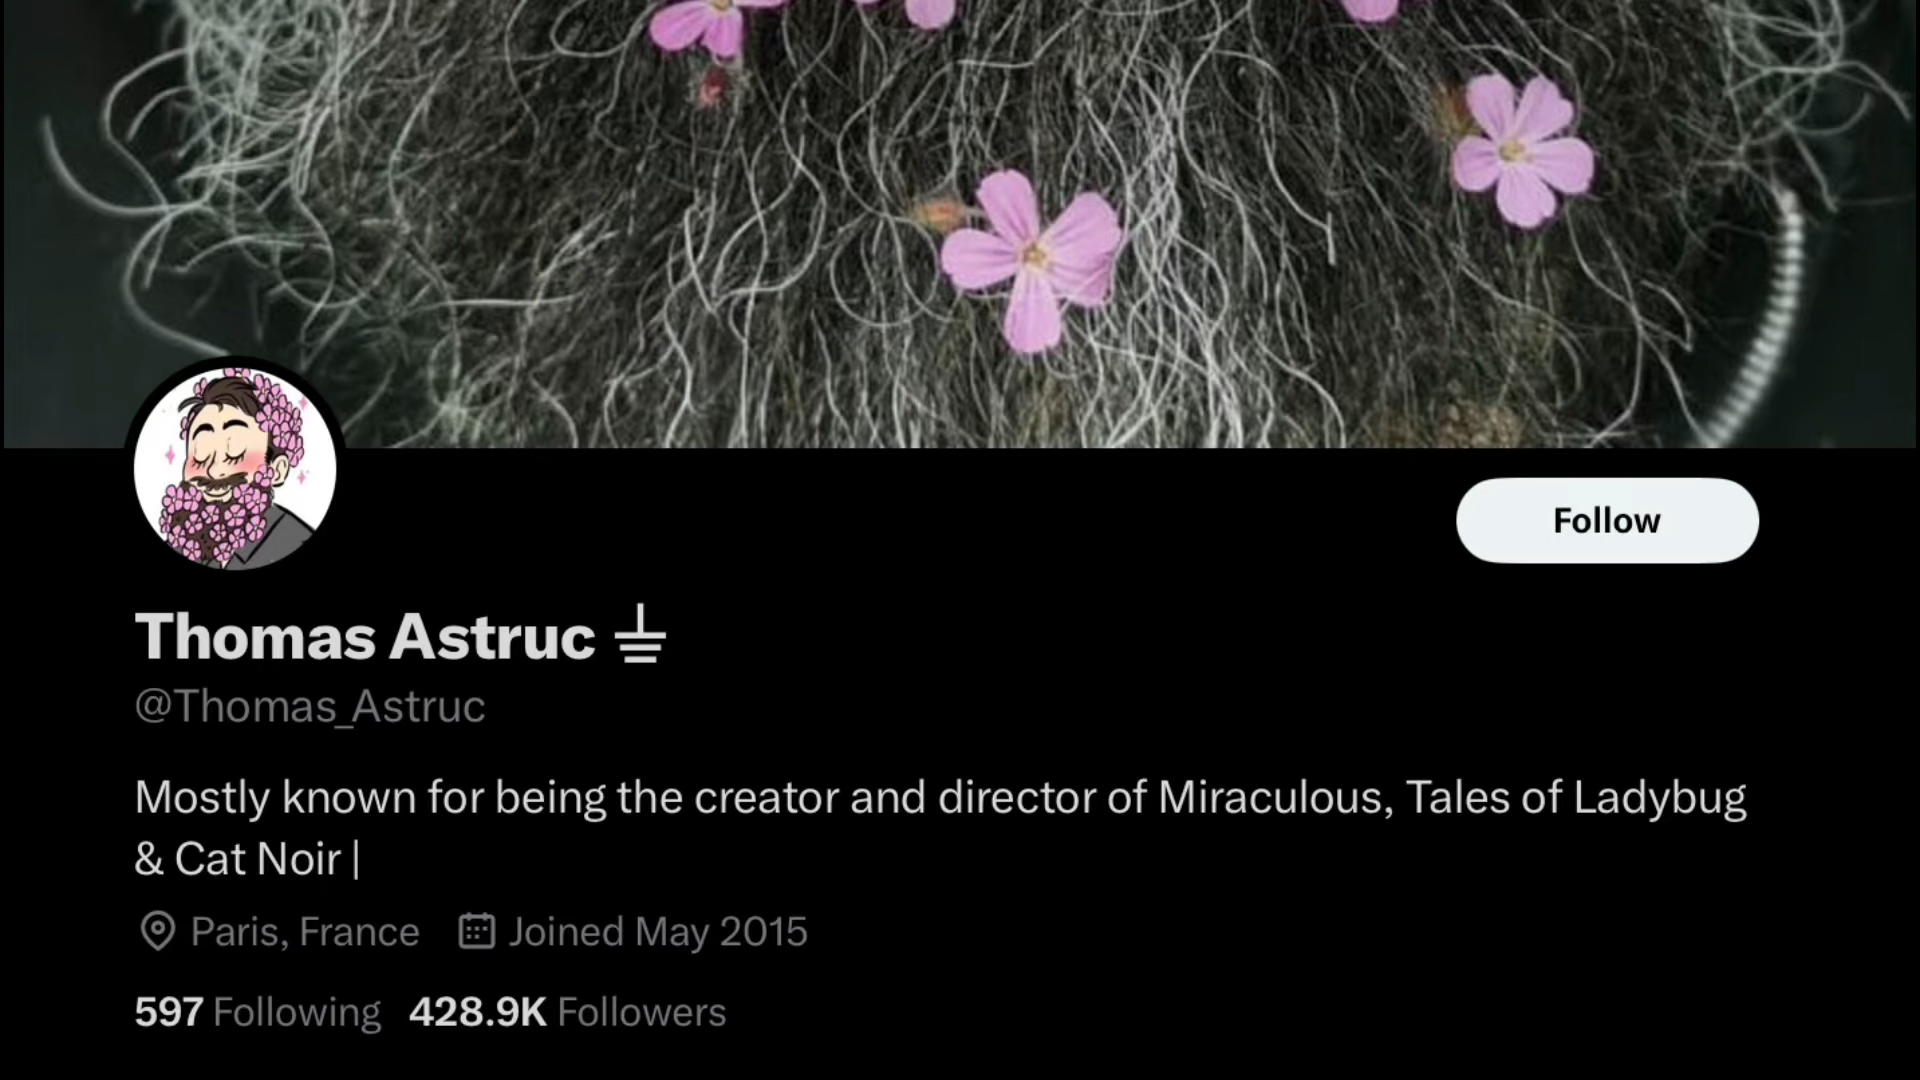 Follow
Thomas Astruc ⏚
@Thomas_Astruc
Mostly known for being the creator and director of Miraculous, Tales of Ladybug
& Cat Noir |
Paris, France Joined May 2015
597 Following 428.9K Followers